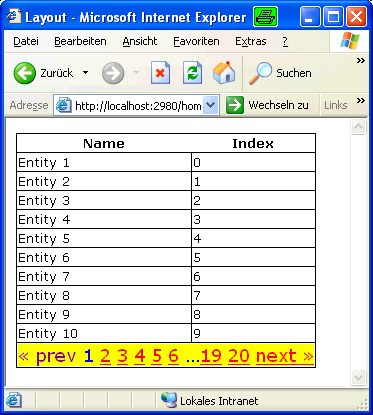 Layout - Microsoft Internet Explorer
Datei Bearbeiten Ansicht Favoriten Extras ? »
Zurück Suchen »
Adresse http://localhost:2980/hom Wechseln zu Links »
Name Index
Entity 1 0
Entity 2 1
Entity 3 2
Entity 4 3
Entity 5 4
Entity 6 5
Entity 7 6
Entity 8 7
Entity 9 8
Entity 10 9
« prev 1 2 3 4 5 6 ...19 20 next »
Lokales Intranet